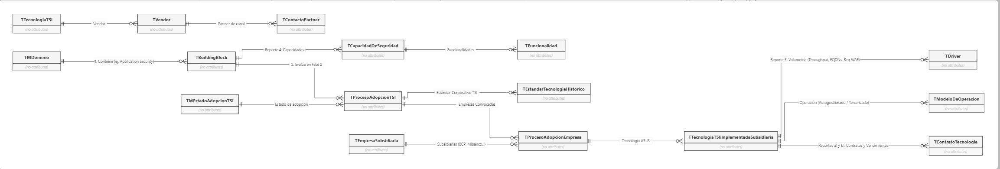 TTecnologiaTSI
(no attributes)
Vendor
TVendor
(no attributes)
Partner de canal
TContactoPartner
(no attributes)
TMDominio
(no attributes)
1. Contiene (ej. Application Security)
TBuildingBlock
(no attributes)
Reporte 4: Capacidades
TCapacidadDeSeguridad
(no attributes)
Funcionalidades
TFuncionalidad
(no attributes)
2. Evalúa en Fase 2
TMEstadoAdopcionTSI
(no attributes)
Estado de adopción
TProcesoAdopcionTSI
(no attributes)
Estándar Corporativo TSI
TEstandarTecnologiaHistorico
(no attributes)
Empresas Convocadas
TEmpresaSubsidiaria
(no attributes)
Subsidiarias (BCP, Mibanco...)
TProcesoAdopcionEmpresa
(no attributes)
Tecnología AS-IS
TTecnologiaTSIimplementadaSubsidiaria
(no attributes)
Reporte 3: Volumetría (Throughput, FQDNs, Req WAF)
TDriver
(no attributes)
Operación (Autogestionado / Tercerizado)
TModeloDeOperacion
(no attributes)
Reportes a) y b): Contratos y Vencimientos
TContratoTecnologia
(no attributes)